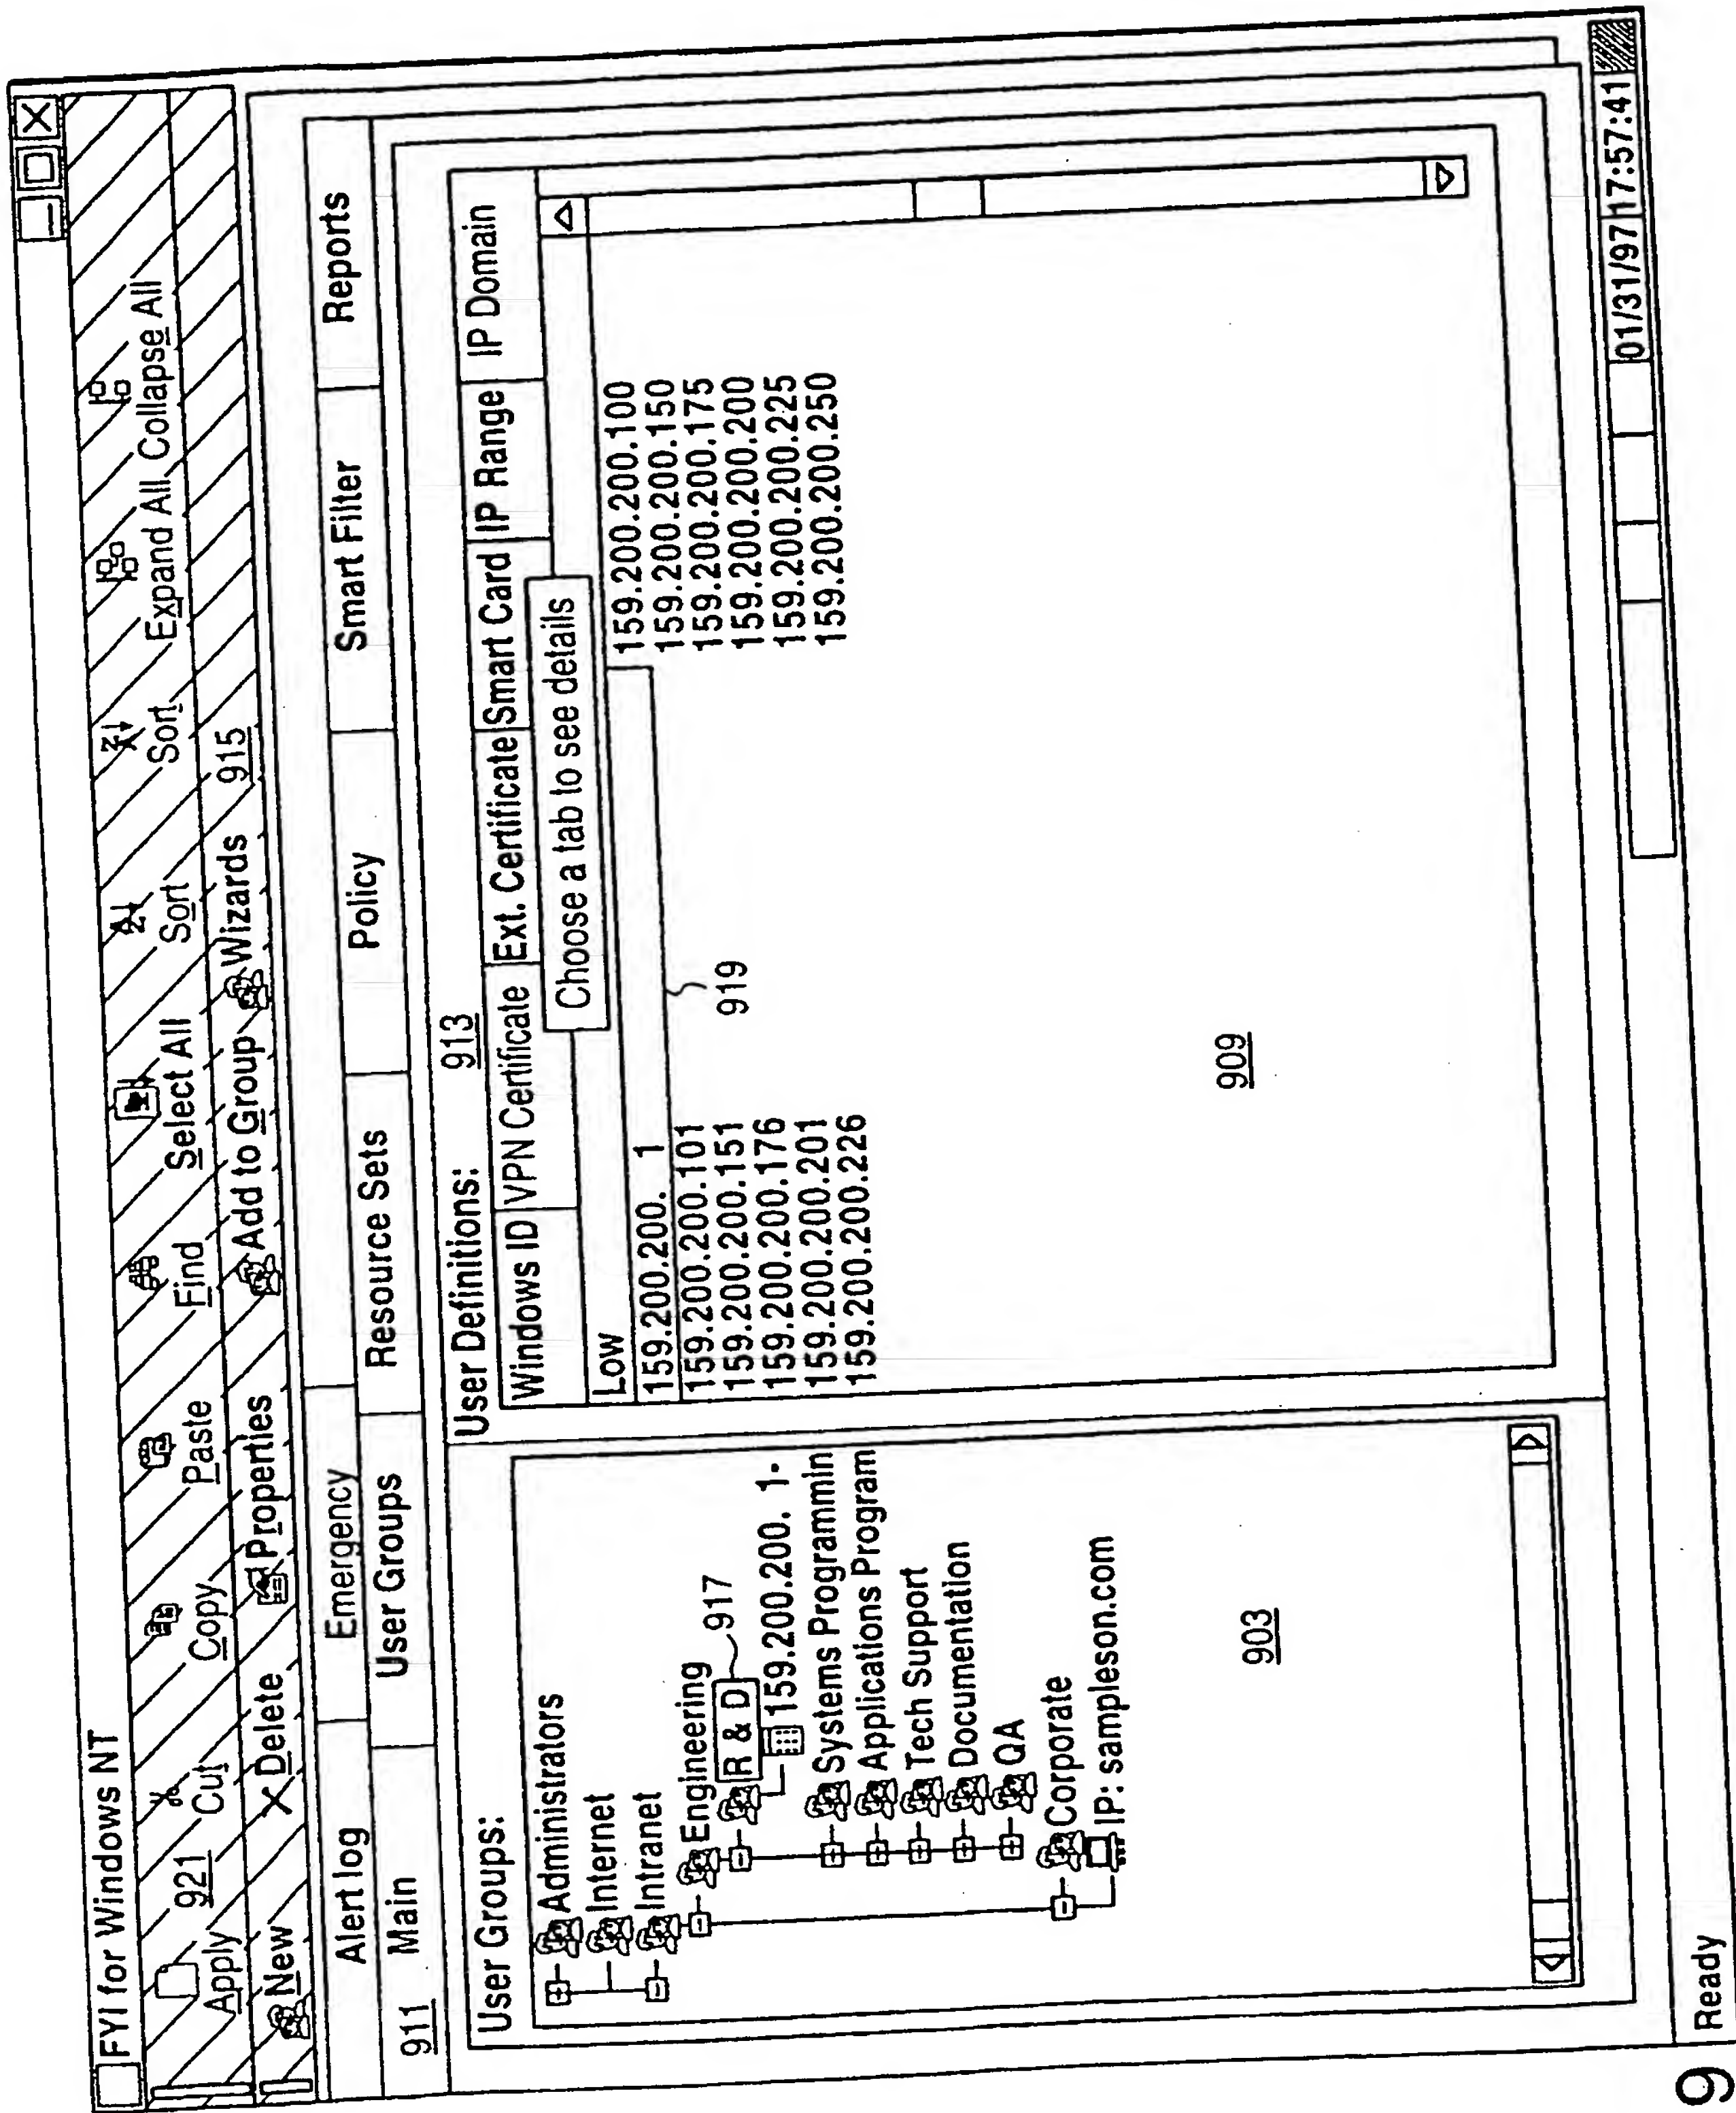 FYI for Windows NT
921
Apply Cut Copy Paste Find Select All Sort Sort Expand All Collapse All
New Delete Properties Add to Group Wizards 915
Alert log Emergency
Policy Smart Filter Reports
Main User Groups Resource Sets
911
User Groups:
Administrators
Internet
Intranet
Engineering
R & D 917
159.200.200. 1-
Systems Programmin
Applications Program
Tech Support
Documentation
QA
Corporate
IP: sampleson.com
903
User Definitions: 913
Windows ID VPN Certificate Ext. Certificate Smart Card IP Range IP Domain
Choose a tab to see details
Low
159.200.200. 1 159.200.200.100
159.200.200.101 159.200.200.150
159.200.200.151 159.200.200.175
159.200.200.176 159.200.200.200
159.200.200.201 159.200.200.225
159.200.200.226 159.200.200.250
919
909
Ready 01/31/97 17:57:41
9